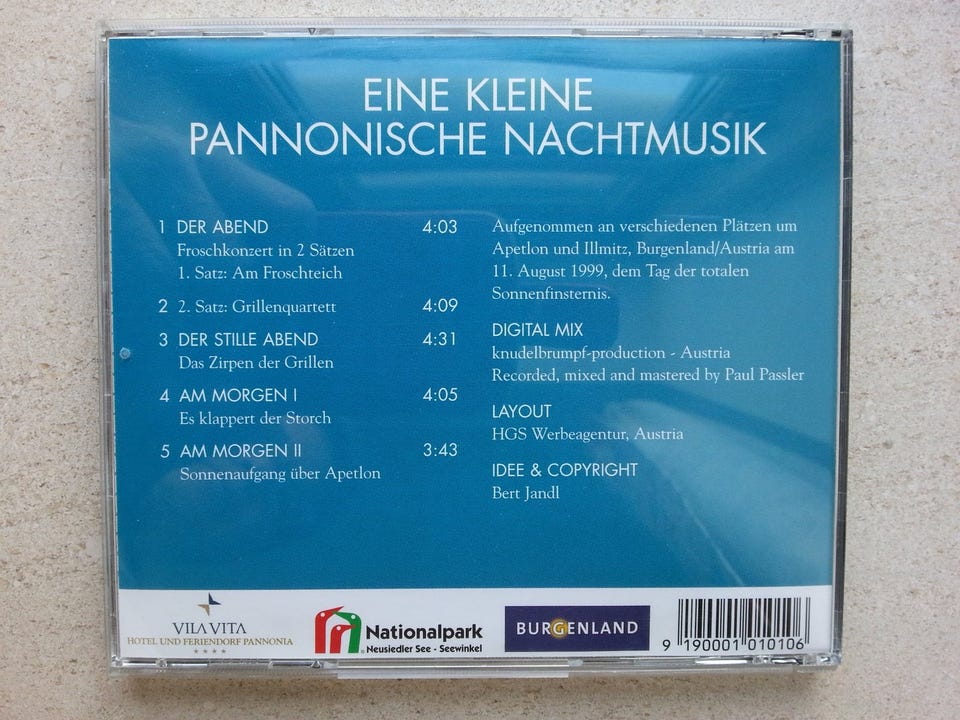 EINE KLEINE
PANNONISCHE NACHTMUSIK
1 DER ABEND 4:03
Froschkonzert in 2 Sätzen
1. Satz: Am Froschteich
2 2. Satz: Grillenquartett 4:09
3 DER STILLE ABEND 4:31
Das Zirpen der Grillen
4 AM MORGEN I 4:05
Es klappert der Storch
5 AM MORGEN II 3:43
Sonnenaufgang über Apetlon
Aufgenommen an verschiedenen Plätzen um
Apetlon und Illmitz, Burgenland/Austria am
11. August 1999, dem Tag der totalen
Sonnenfinsternis.
DIGITAL MIX
knudelbrumpf-production - Austria
Recorded, mixed and mastered by Paul Passler
LAYOUT
HGS Werbeagentur, Austria
IDEE & COPYRIGHT
Bert Jandl
VILA VITA
HOTEL UND FERIENDORF PANNONIA
Nationalpark
Neusiedler See - Seewinkel
BURGENLAND
9 190001 010106